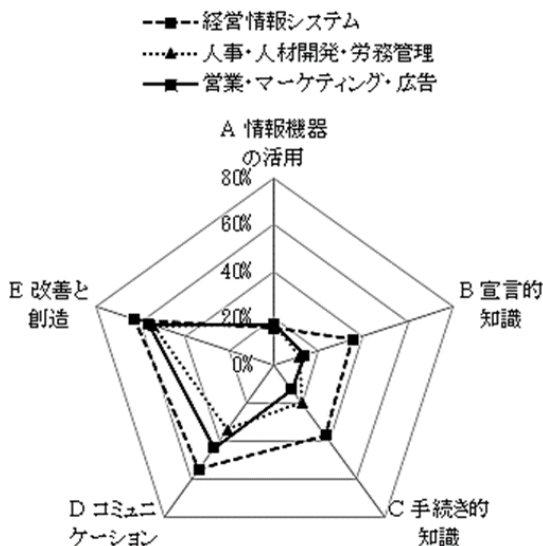 経営情報システム
人事・人材開発・労務管理
営業・マーケティング・広告
A 情報機器
の活用
80%
60%
40%
20%
0%
E 改善と
創造
B 宣言的
知識
D コミュニ
ケーション
C 手続き的
知識